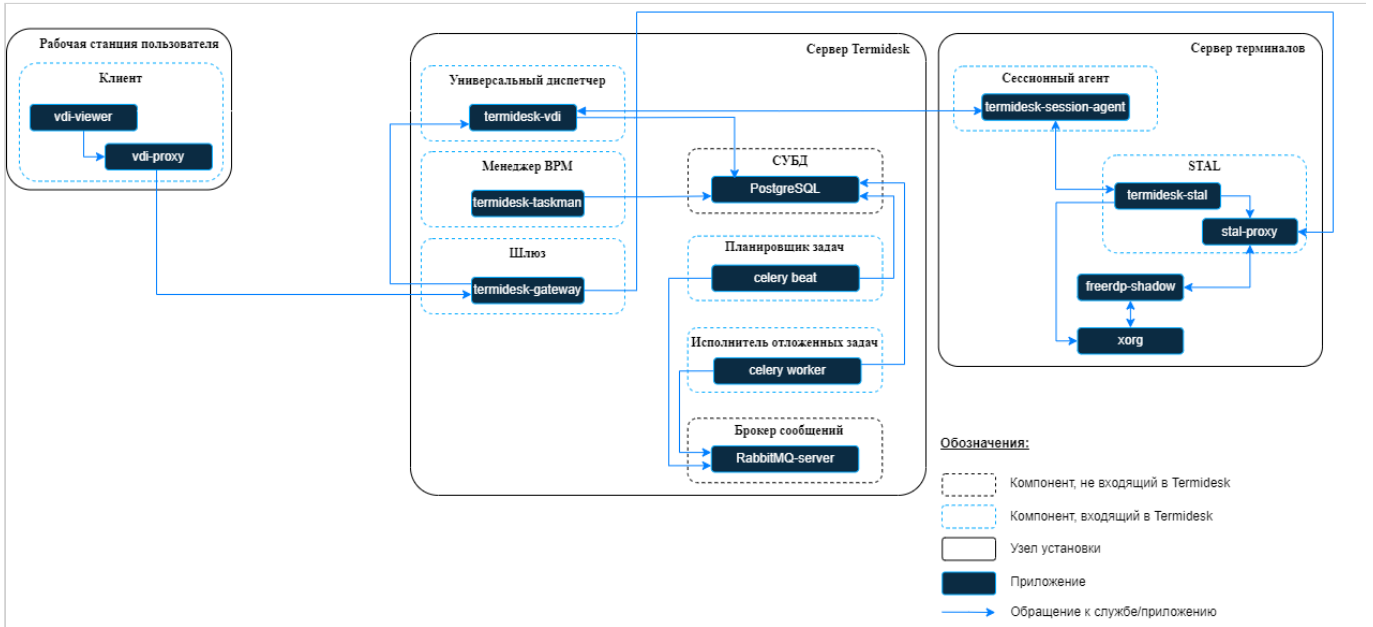 Рабочая станция пользователя
Клиент
vdi-viewer
vdi-proxy
Сервер Termidesk
Универсальный диспетчер
termidesk-vdi
Менеджер ВРМ
termidesk-taskman
Шлюз
termidesk-gateway
СУБД
PostgreSQL
Планировщик задач
celery beat
Исполнитель отложенных задач
celery worker
Брокер сообщений
RabbitMQ-server
Сервер терминалов
Сессионный агент
termidesk-session-agent
STAL
termidesk-stal
stal-proxy
freerdp-shadow
xorg
Обозначения:
Компонент, не входящий в Termidesk
Компонент, входящий в Termidesk
Узел установки
Приложение
Обращение к службе/приложению